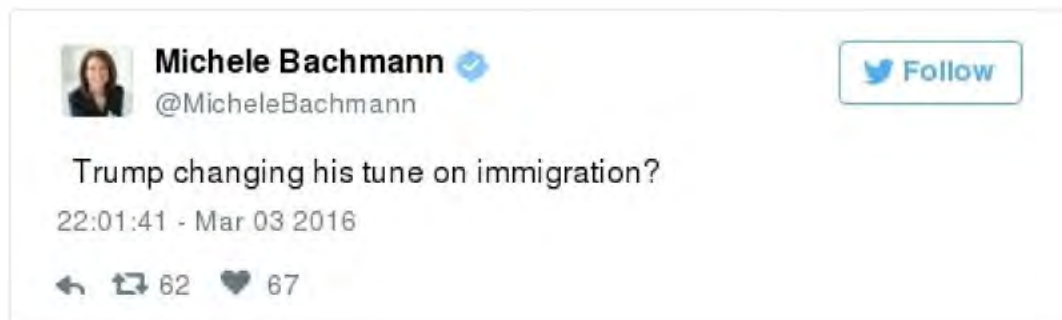 Michele Bachmann
Follow
@MicheleBachmann
Trump changing his tune on immigration?
22:01:41 - Mar 03 2016
62 67